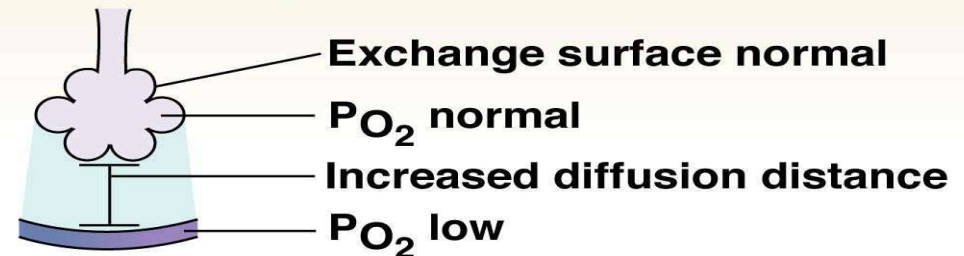 Exchange surface normal
PO₂ normal
Increased diffusion distance
PO₂ low